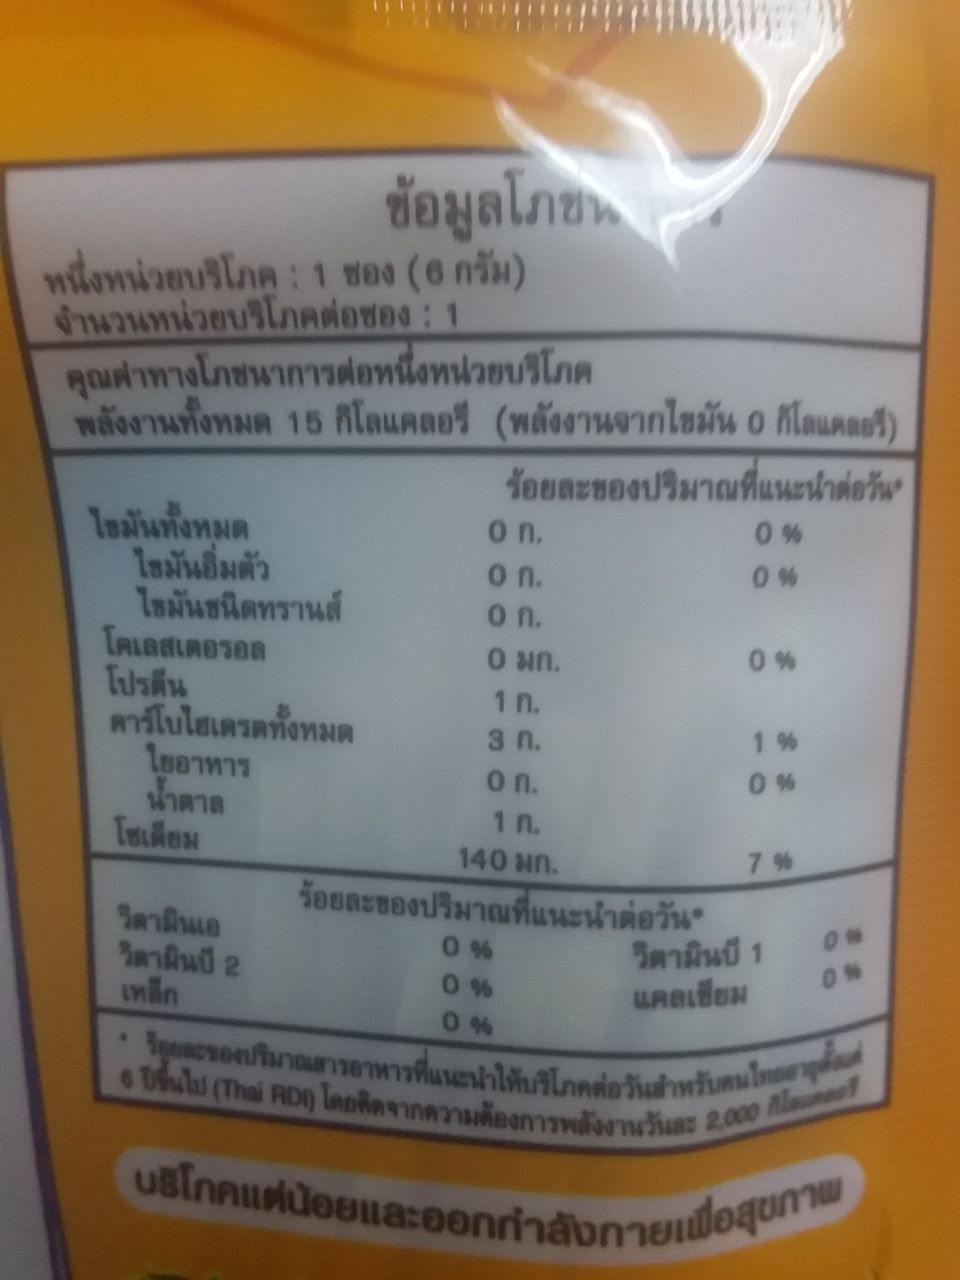 ข้อมูลโภชนาการ
หนึ่งหน่วยบริโภค : 1 ซอง (6 กรัม)
จำนวนหน่วยบริโภคต่อซอง : 1
คุณค่าทางโภชนาการต่อหนึ่งหน่วยบริโภค
พลังงานทั้งหมด 15 กิโลแคลอรี (พลังงานจากไขมัน 0 กิโลแคลอรี)
ร้อยละของปริมาณที่แนะนำต่อวัน*
ไขมันทั้งหมด 0 ก. 0 %
ไขมันอิ่มตัว 0 ก. 0 %
ไขมันชนิดทรานส์ 0 ก.
โคเลสเตอรอล 0 มก. 0 %
โปรตีน 1 ก.
คาร์โบไฮเดรตทั้งหมด 3 ก. 1 %
ใยอาหาร 0 ก. 0 %
น้ำตาล 1 ก.
โซเดียม 140 มก. 7 %
ร้อยละของปริมาณที่แนะนำต่อวัน*
วิตามินเอ 0 % วิตามินบี 1 0 %
วิตามินบี 2 0 % แคลเซียม 0 %
เหล็ก 0 %
* ร้อยละของปริมาณสารอาหารที่แนะนำให้บริโภคต่อวันสำหรับคนไทยอายุตั้งแต่
6 ปีขึ้นไป (Thai RDI) โดยคิดจากความต้องการพลังงานวันละ 2,000 กิโลแคลอรี
บริโภคแต่น้อยและออกกำลังกายเพื่อสุขภาพ